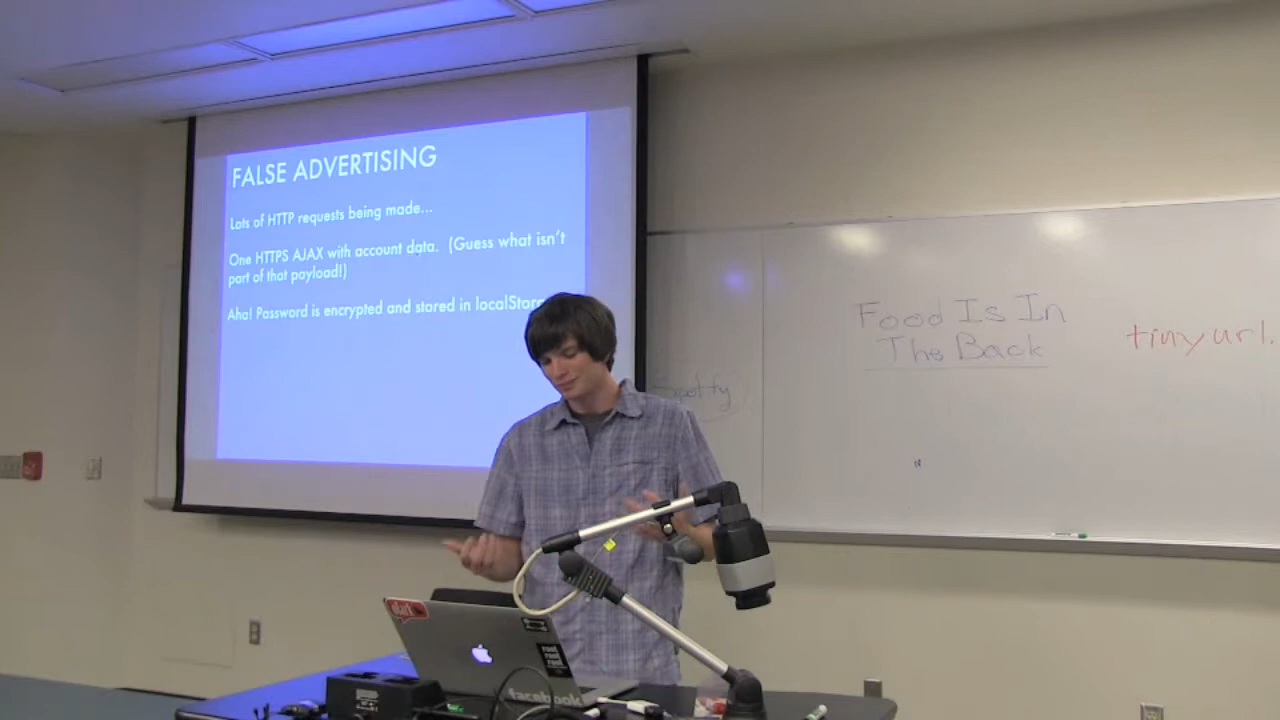 FALSE ADVERTISING
Lots of HTTP requests being made...
One HTTPS AJAX with account data. (Guess what isn't
part of that payload!)
Aha! Password is encrypted and stored in localStorag
Food Is In
The Back
tinyurl.
Spotify
facebook